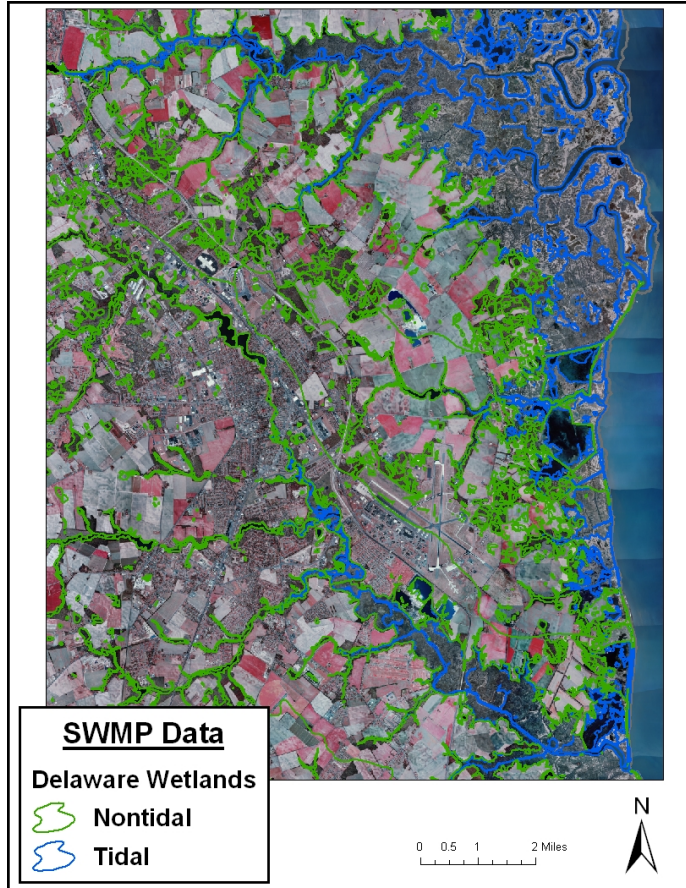 SWMP Data
Delaware Wetlands
Nontidal
Tidal
N
0 0.5 1 2 Miles